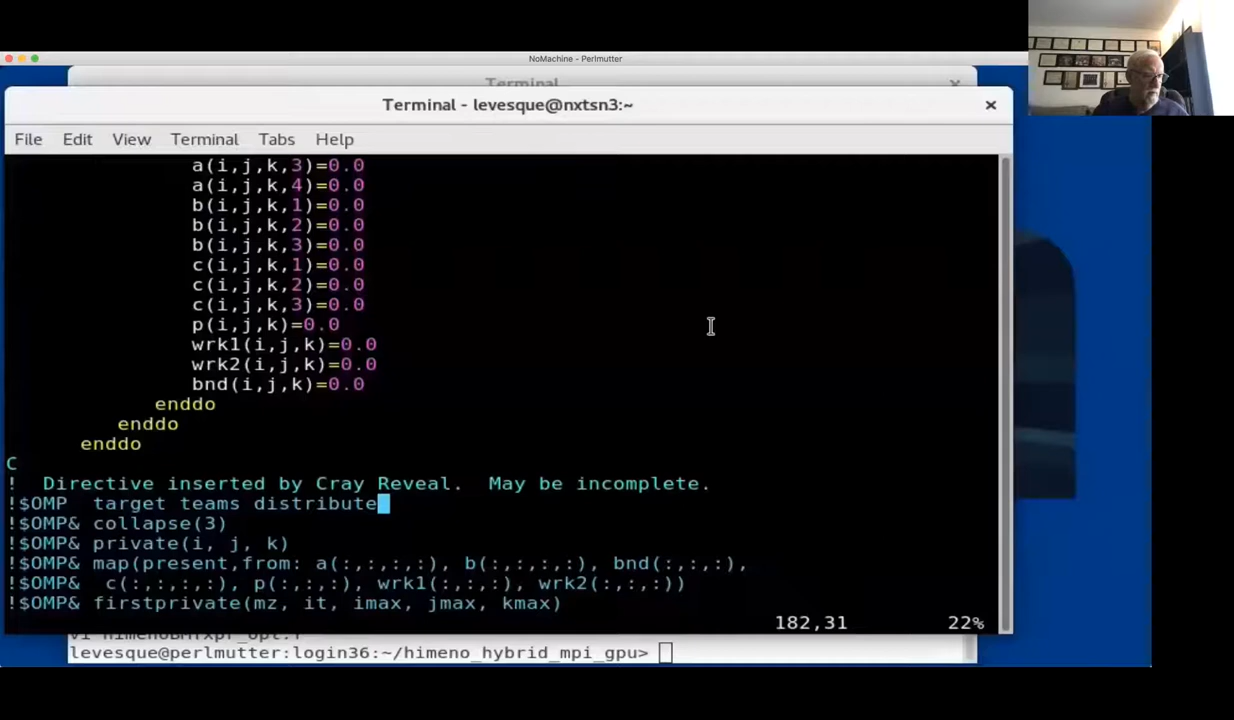 NoMachine - Perlmutter
Terminal
Terminal - levesque@nxtsn3:~
File Edit View Terminal Tabs Help
a(i,j,k,3)=0.0
a(i,j,k,4)=0.0
b(i,j,k,1)=0.0
b(i,j,k,2)=0.0
b(i,j,k,3)=0.0
c(i,j,k,1)=0.0
c(i,j,k,2)=0.0
c(i,j,k,3)=0.0
p(i,j,k)=0.0
wrk1(i,j,k)=0.0
wrk2(i,j,k)=0.0
bnd(i,j,k)=0.0
enddo
enddo
enddo
C
!  Directive inserted by Cray Reveal.  May be incomplete.
!$OMP  target teams distribute
!$OMP& collapse(3)
!$OMP& private(i, j, k)
!$OMP& map(present,from: a(:,:,:,:), b(:,:,:,:), bnd(:,:,:),
!$OMP&  c(:,:,:,:), p(:,:,:), wrk1(:,:,:), wrk2(:,:,:))
!$OMP& firstprivate(mz, it, imax, jmax, kmax)
182,31 22%
levesque@perlmutter:login36:~/himeno_hybrid_mpi_gpu>